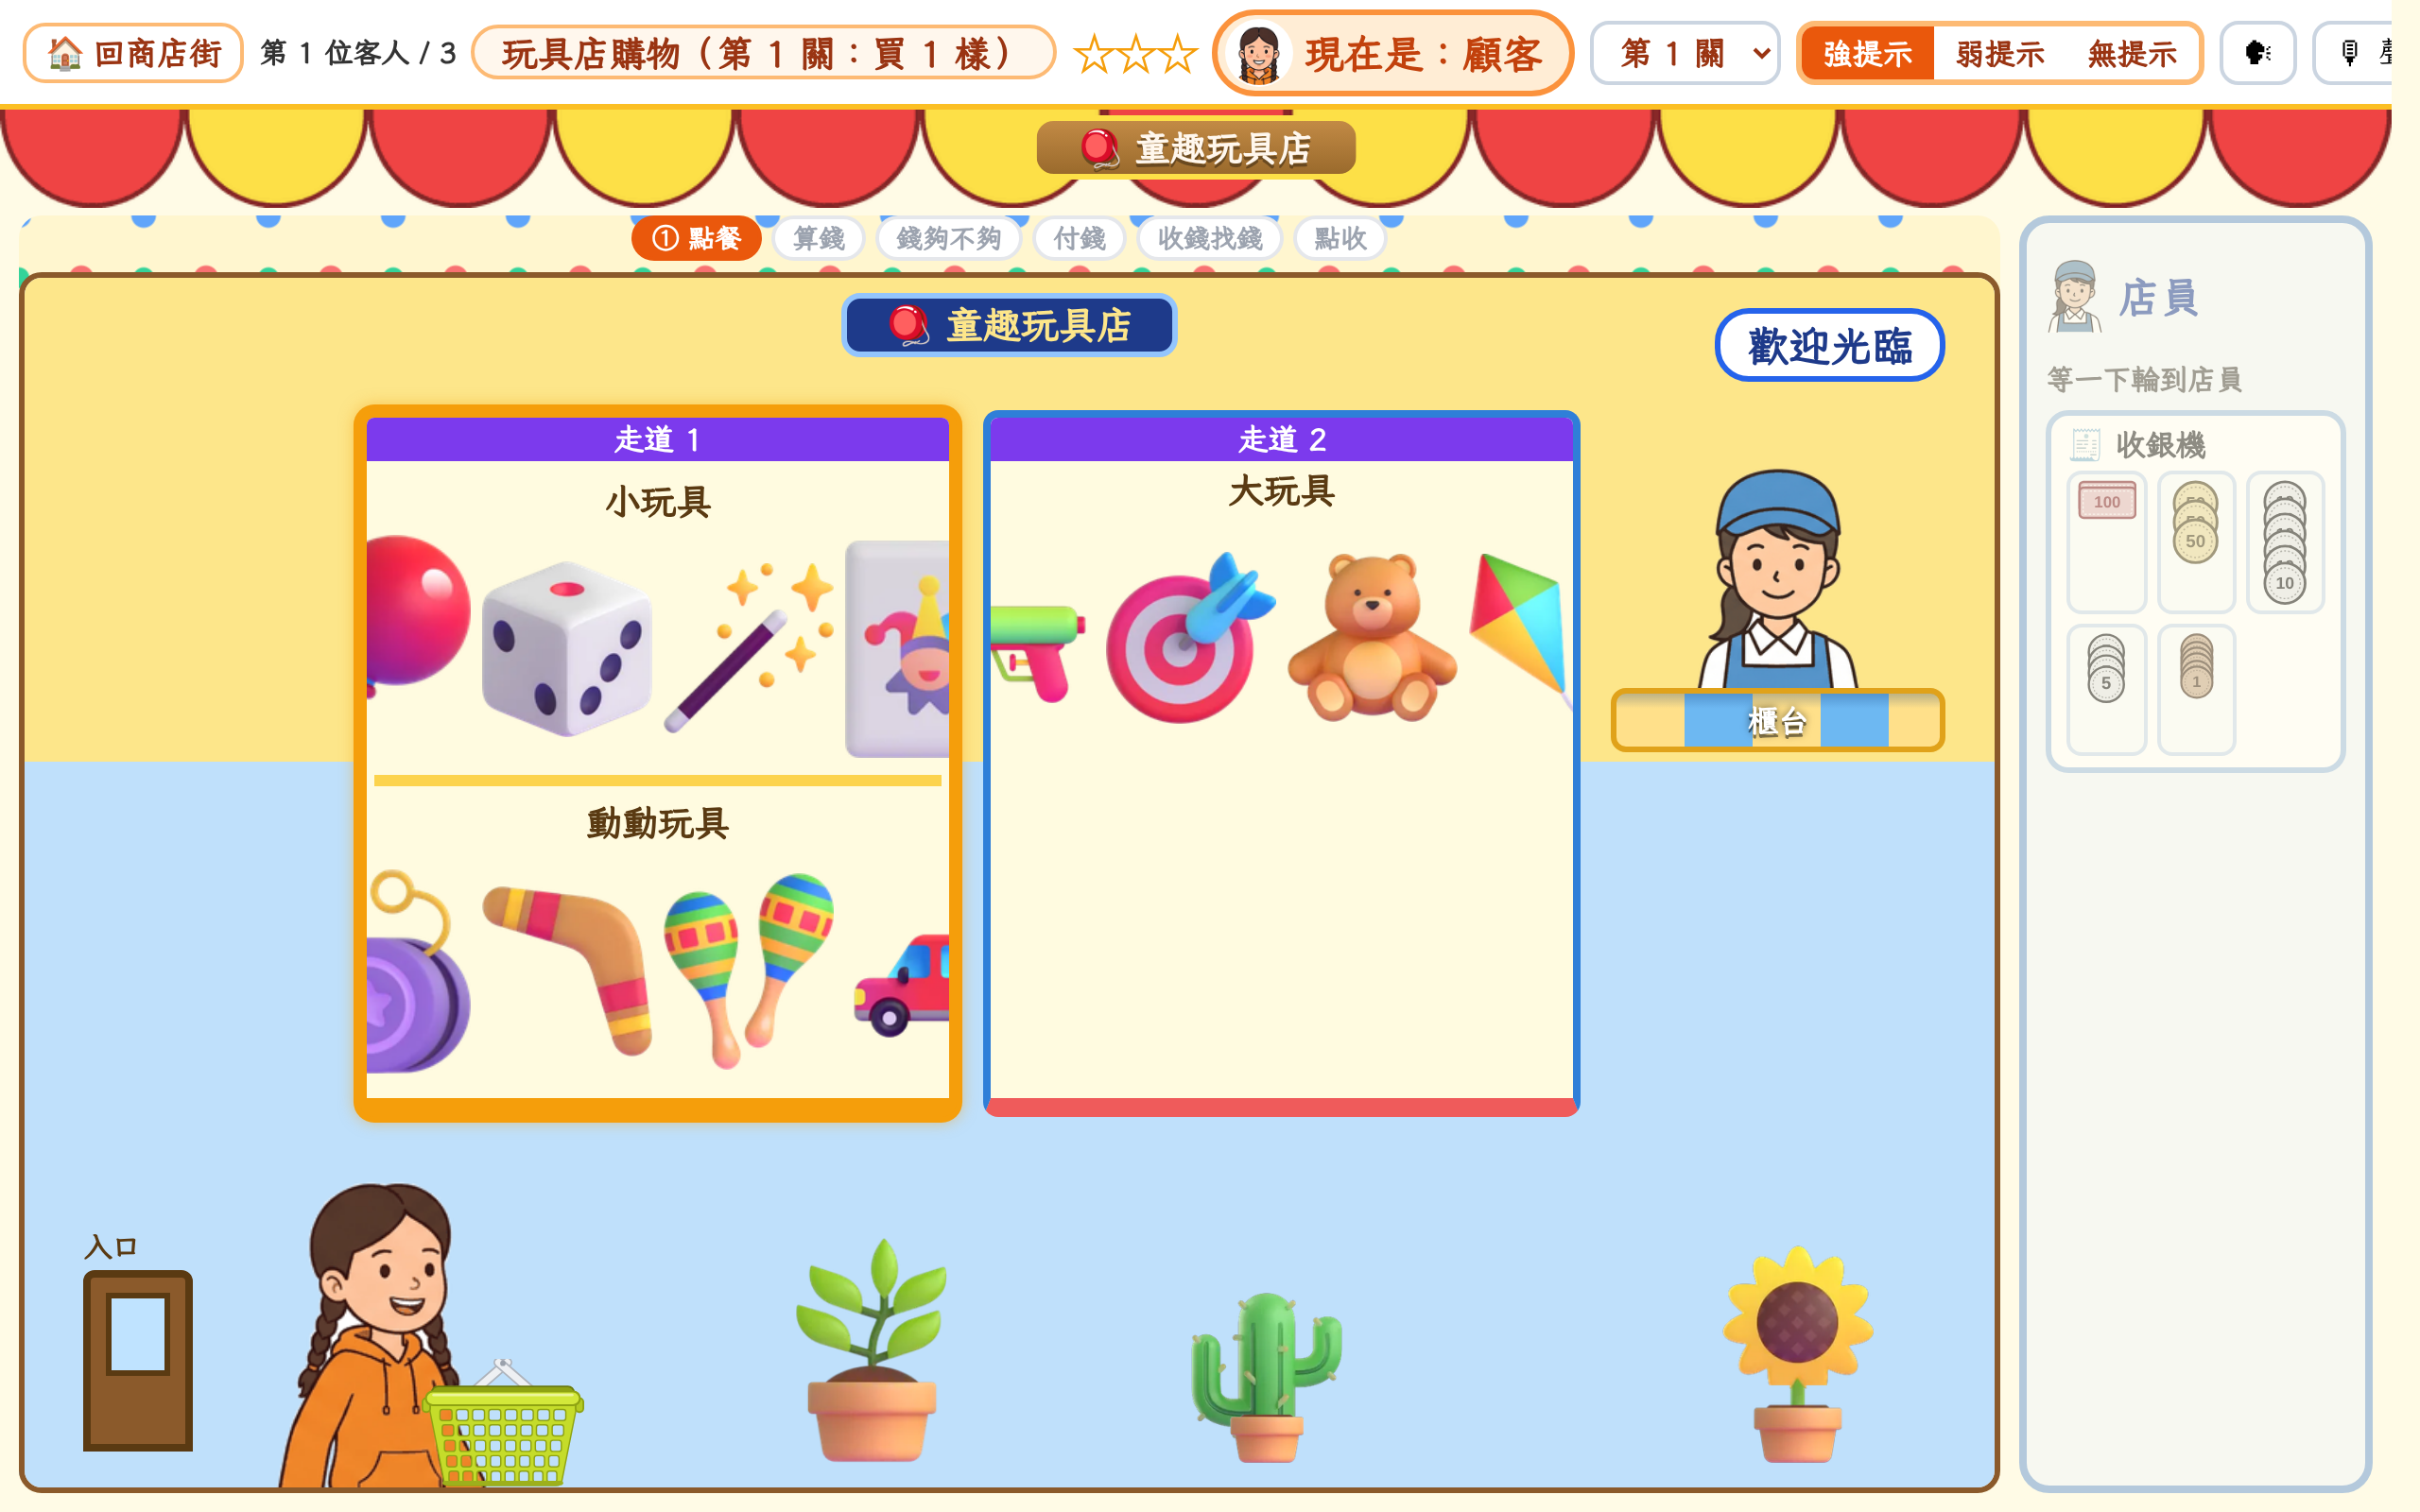 回商店街
第 1 位客人 / 3
玩具店購物（第 1 關：買 1 樣）
現在是：顧客
第 1 關
強提示
弱提示
無提示
童趣玩具店
① 點餐
算錢
錢夠不夠
付錢
收錢找錢
點收
童趣玩具店
歡迎光臨
走道 1
小玩具
動動玩具
走道 2
大玩具
櫃台
入口
店員
等一下輪到店員
收銀機
100
50
10
5
1